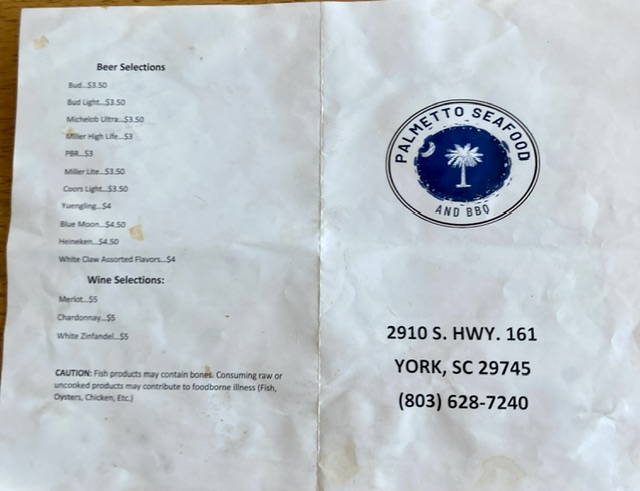 Beer Selections
Bud...$3.50
Bud Light...$3.50
Michelob Ultra...$3.50
Miller High Life...$3
PBR...$3
Miller Lite...$3.50
Coors Light...$3.50
Yuengling...$4
Blue Moon...$4.50
Heineken...$4.50
White Claw Assorted Flavors...$4
Wine Selections:
Merlot...$5
Chardonnay...$5
White Zinfandel...$5
CAUTION: Fish products may contain bones. Consuming raw or
uncooked products may contribute to foodborne illness (Fish,
Oysters, Chicken, Etc.)
PALMETTO SEAFOOD
AND BBQ
2910 S. HWY. 161
YORK, SC 29745
(803) 628-7240